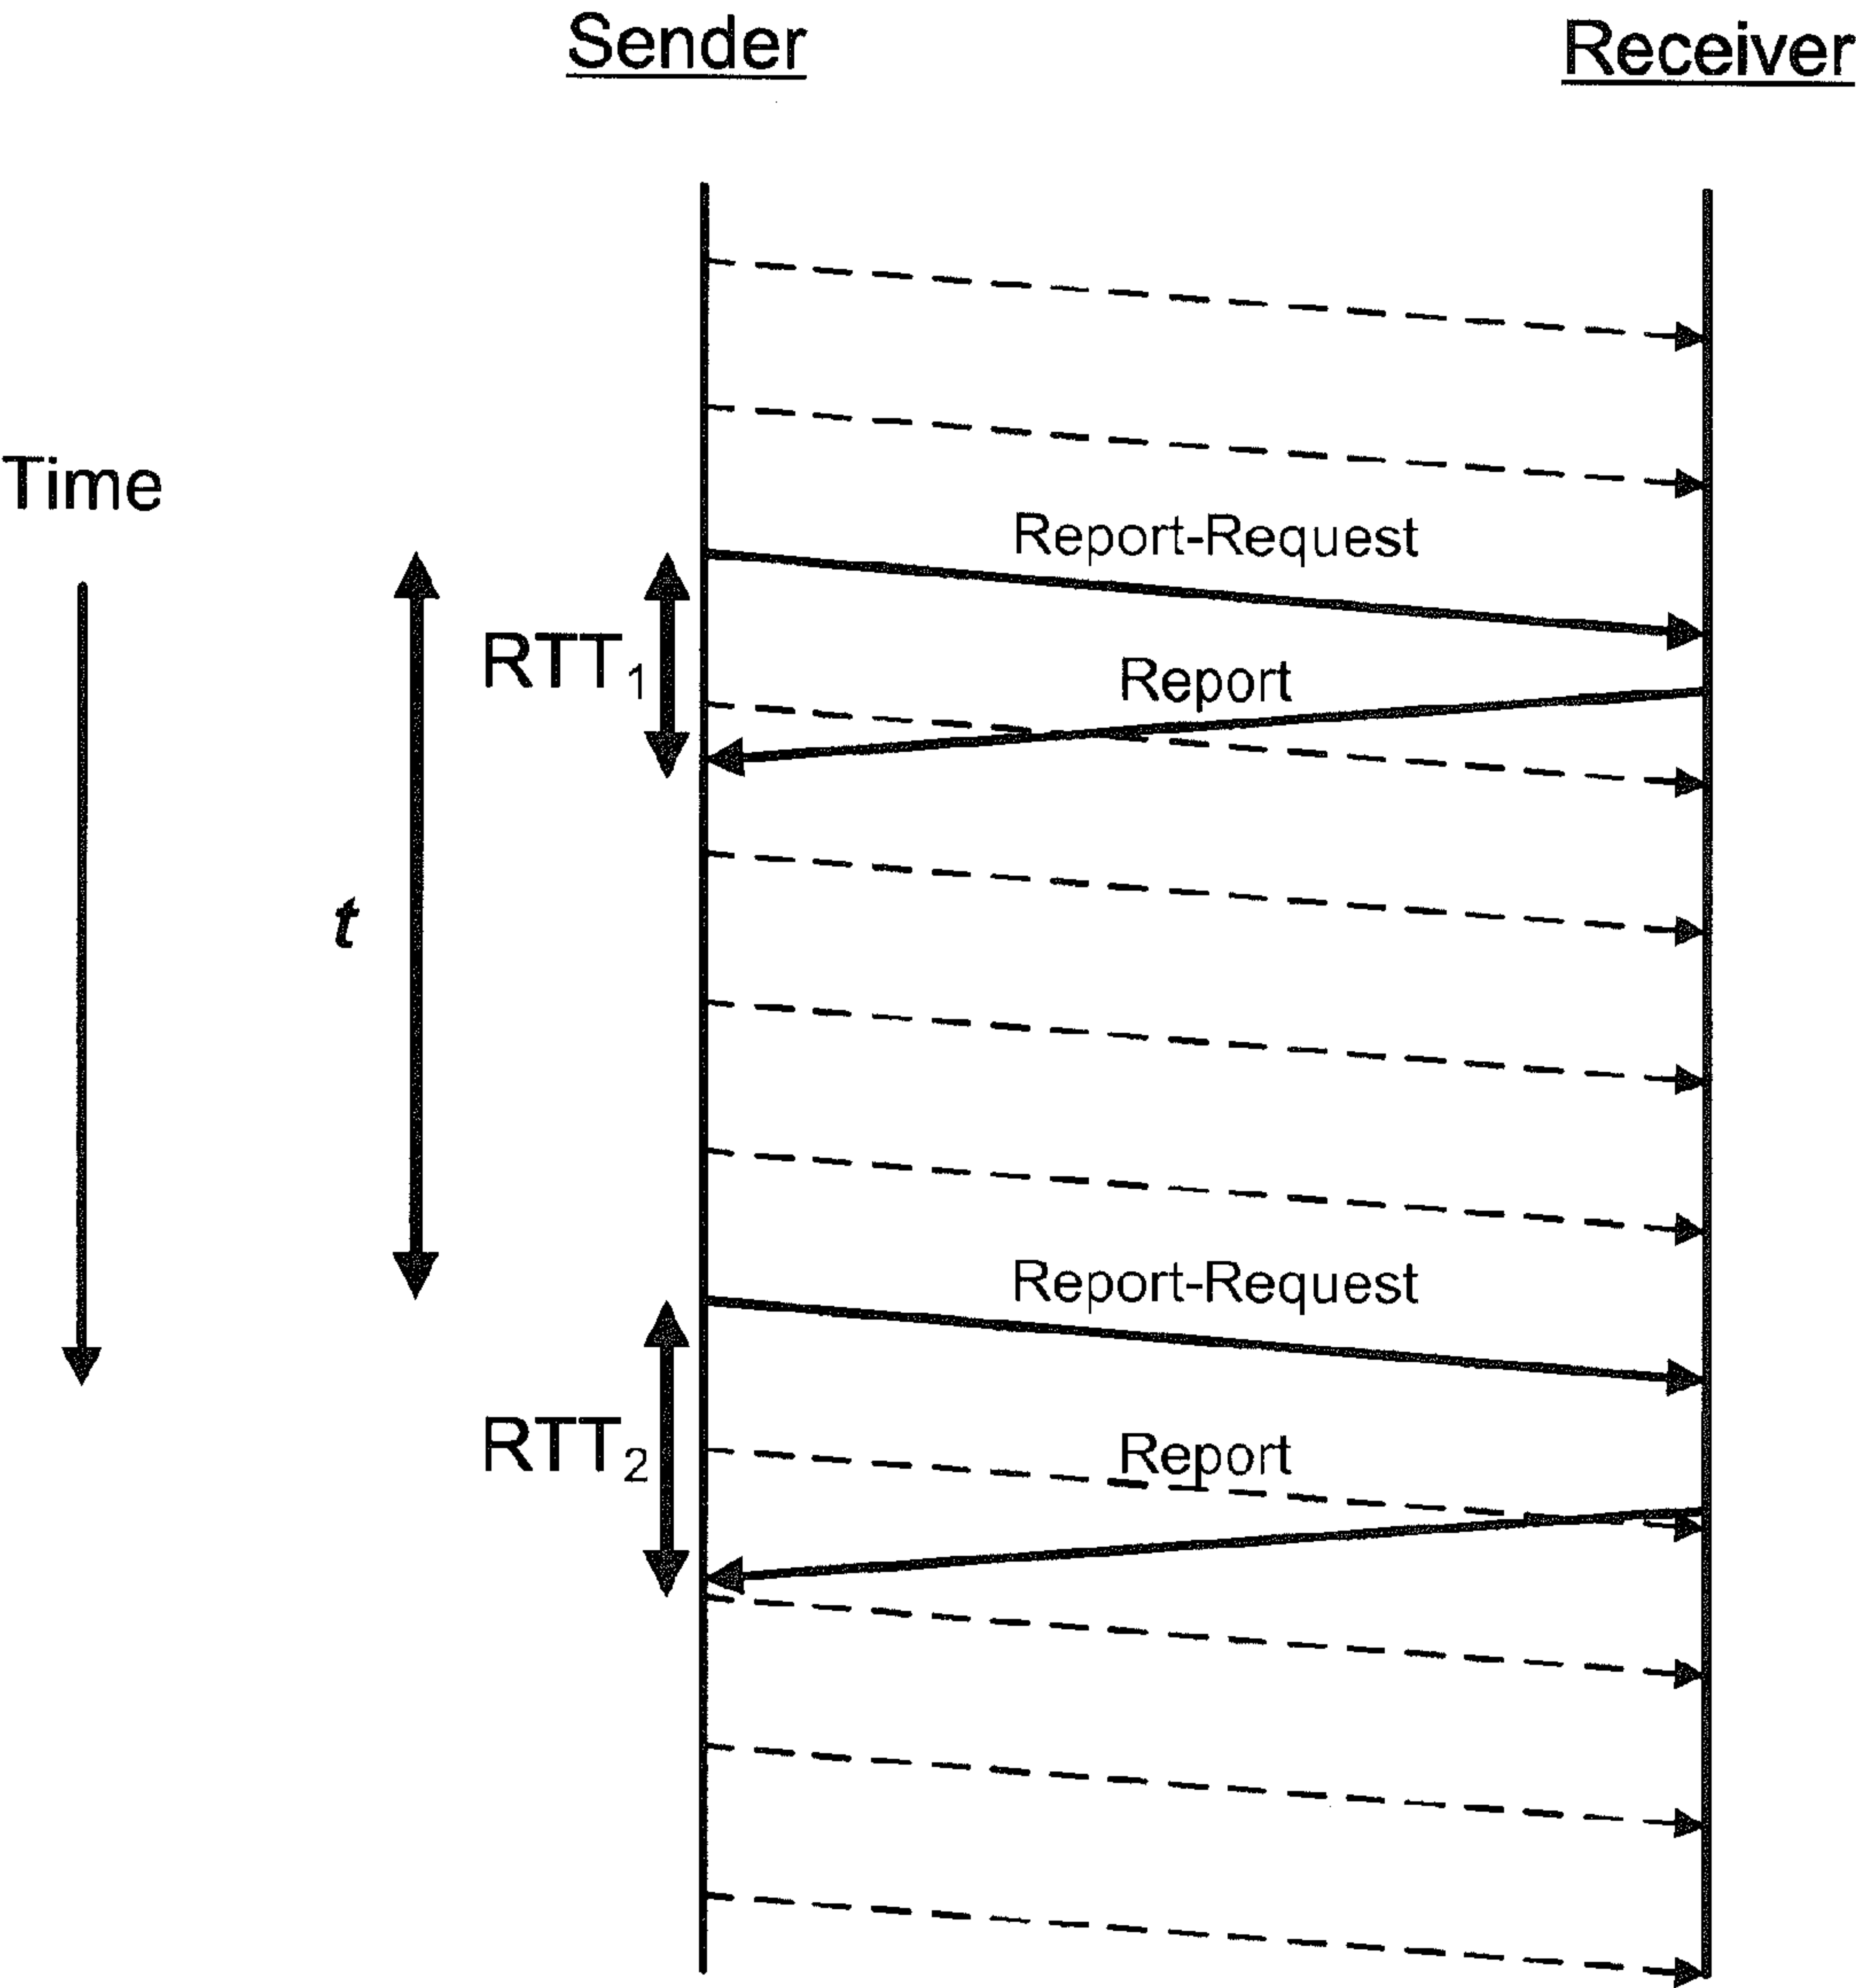 Sender
Receiver
Time
Report-Request
RTT1
Report
t
Report-Request
RTT2
Report